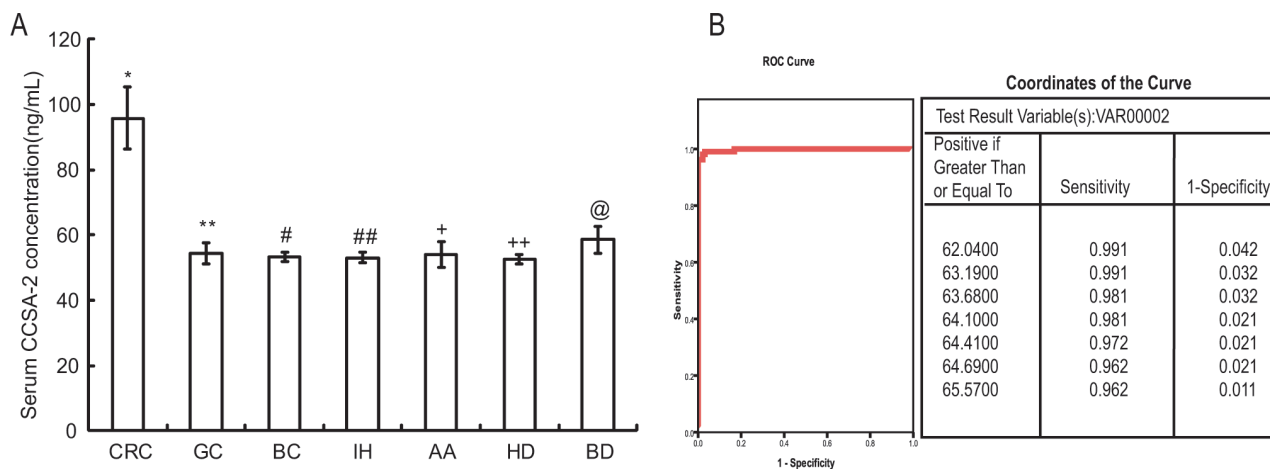 A
Serum CCSA-2 concentration(ng/mL)
120
100
80
60
40
20
0
*
**
#
##
+
++
@
CRC GC BC IH AA HD BD
B
ROC Curve
Sensitivity
1.0
0.8
0.6
0.4
0.2
0.0
0.0 0.2 0.4 0.6 0.8 1.0
1 - Specificity
Coordinates of the Curve
Test Result Variable(s):VAR00002
Positive if
Greater Than
or Equal To Sensitivity 1-Specificity
62.0400 0.991 0.042
63.1900 0.991 0.032
63.6800 0.981 0.032
64.1000 0.981 0.021
64.4100 0.972 0.021
64.6900 0.962 0.021
65.5700 0.962 0.011